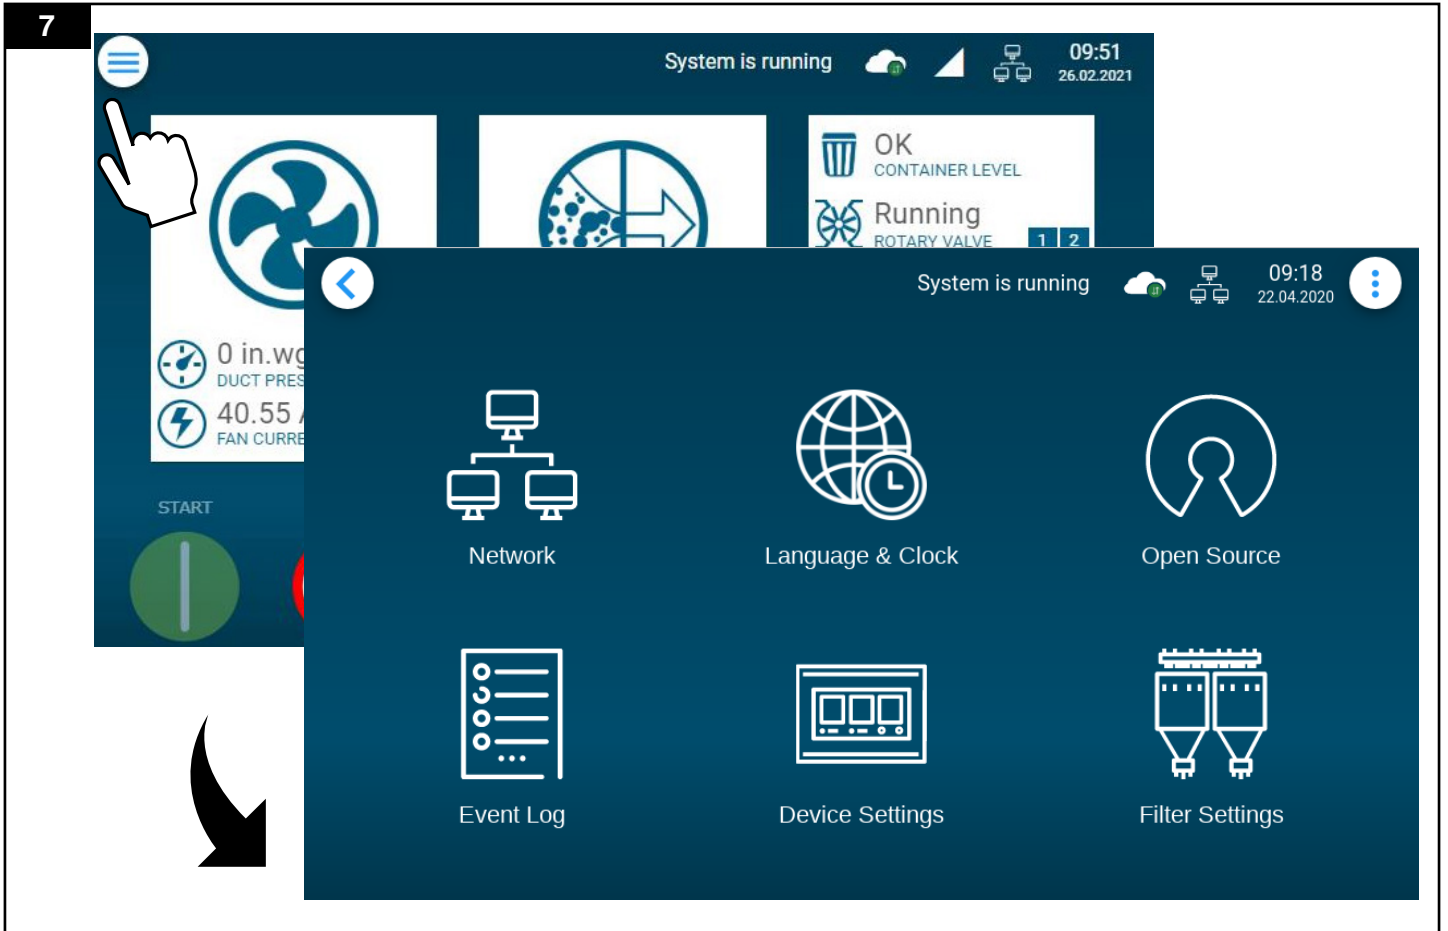 7
System is running
09:51
26.02.2021
OK
CONTAINER LEVEL
Running
ROTARY VALVE 1 2
0 in.wg
DUCT PRES
40.55
FAN CURRE
START
System is running
09:18
22.04.2020
Network
Language & Clock
Open Source
Event Log
Device Settings
Filter Settings